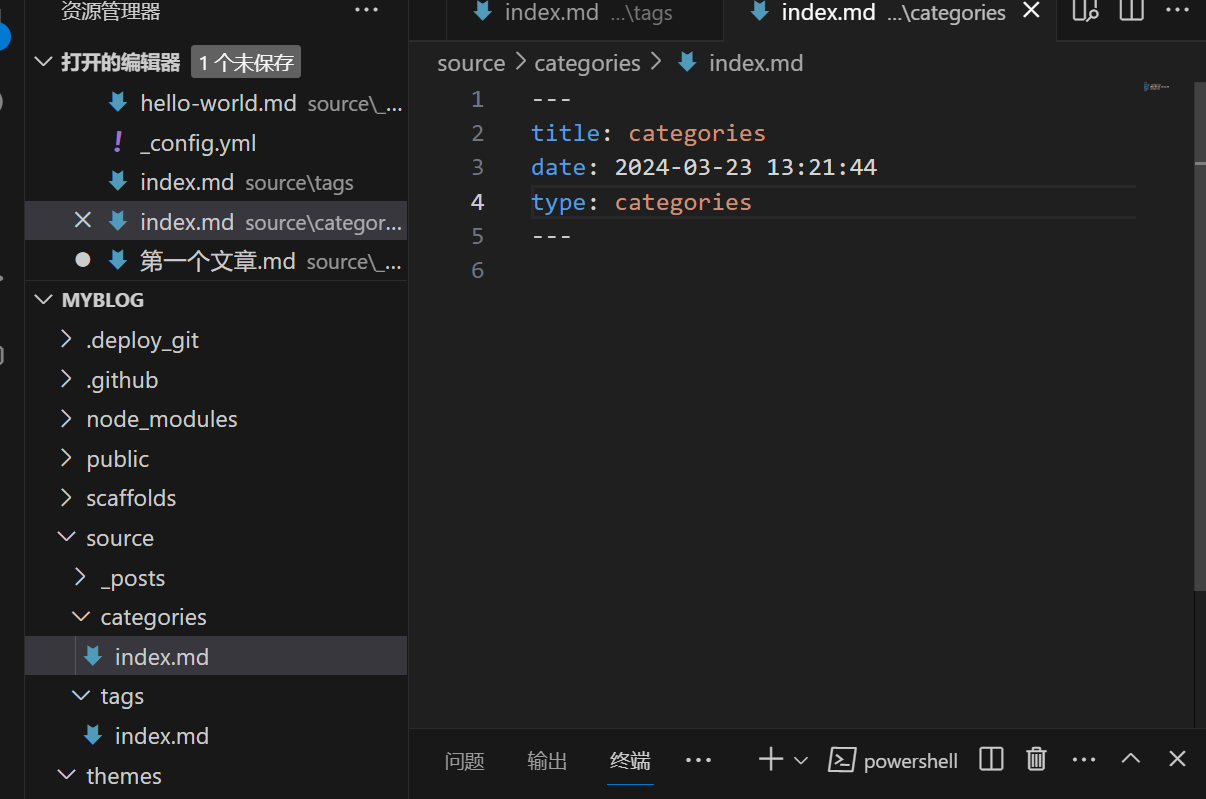 资源管理器
打开的编辑器 1 个未保存
hello-world.md source\_...
_config.yml
index.md source\tags
index.md source\categor...
第一个文章.md source\_...
MYBLOG
.deploy_git
.github
node_modules
public
scaffolds
source
_posts
categories
index.md
tags
index.md
themes
index.md ...\tags
index.md ...\categories
source > categories > index.md
1 ---
2 title: categories
3 date: 2024-03-23 13:21:44
4 type: categories
5 ---
6
问题 输出 终端 powershell